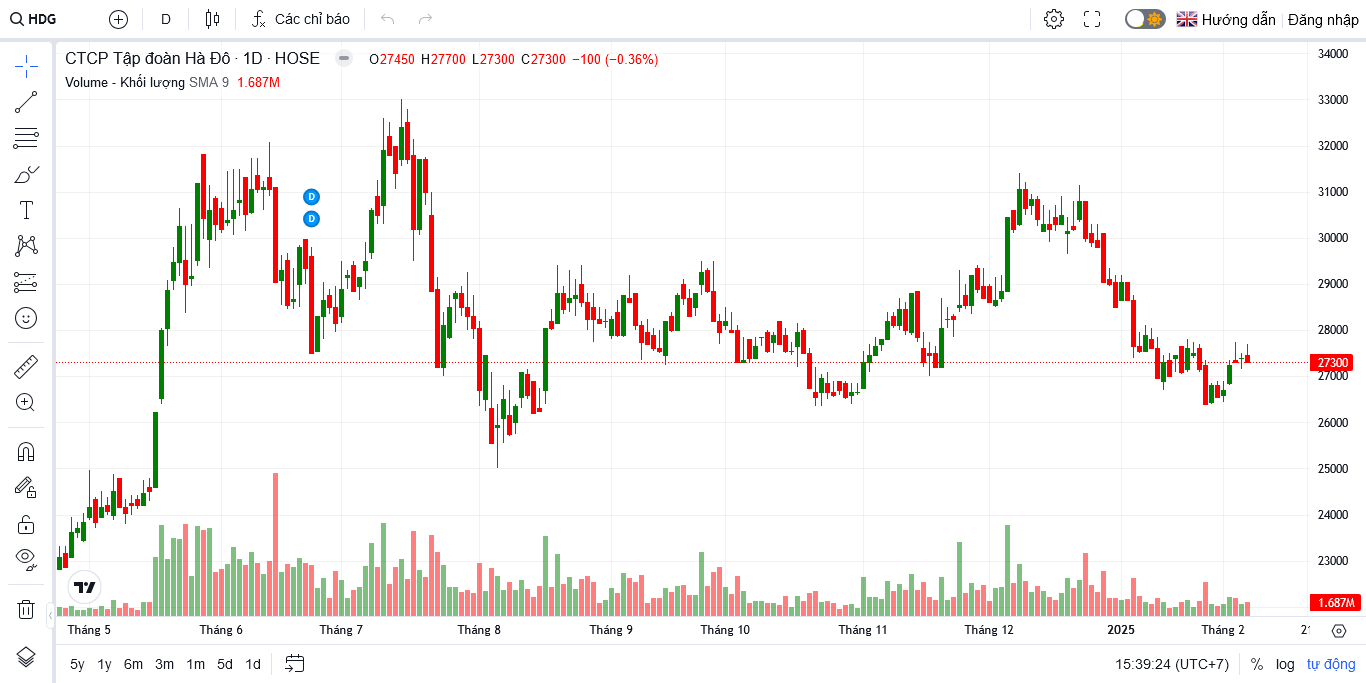 HDG D Các chỉ báo Hướng dẫn Đăng nhập
CTCP Tập đoàn Hà Đô · 1D · HOSE O27450 H27700 L27300 C27300 −100 (−0.36%)
Volume - Khối lượng SMA 9 1.687M
34000
33000
32000
31000
D
D
30000
29000
28000
27300
27000
26000
25000
24000
23000
1.687M
Tháng 5 Tháng 6 Tháng 7 Tháng 8 Tháng 9 Tháng 10 Tháng 11 Tháng 12 2025 Tháng 2 21
5y 1y 6m 3m 1m 5d 1d 15:39:24 (UTC+7) % log tự động